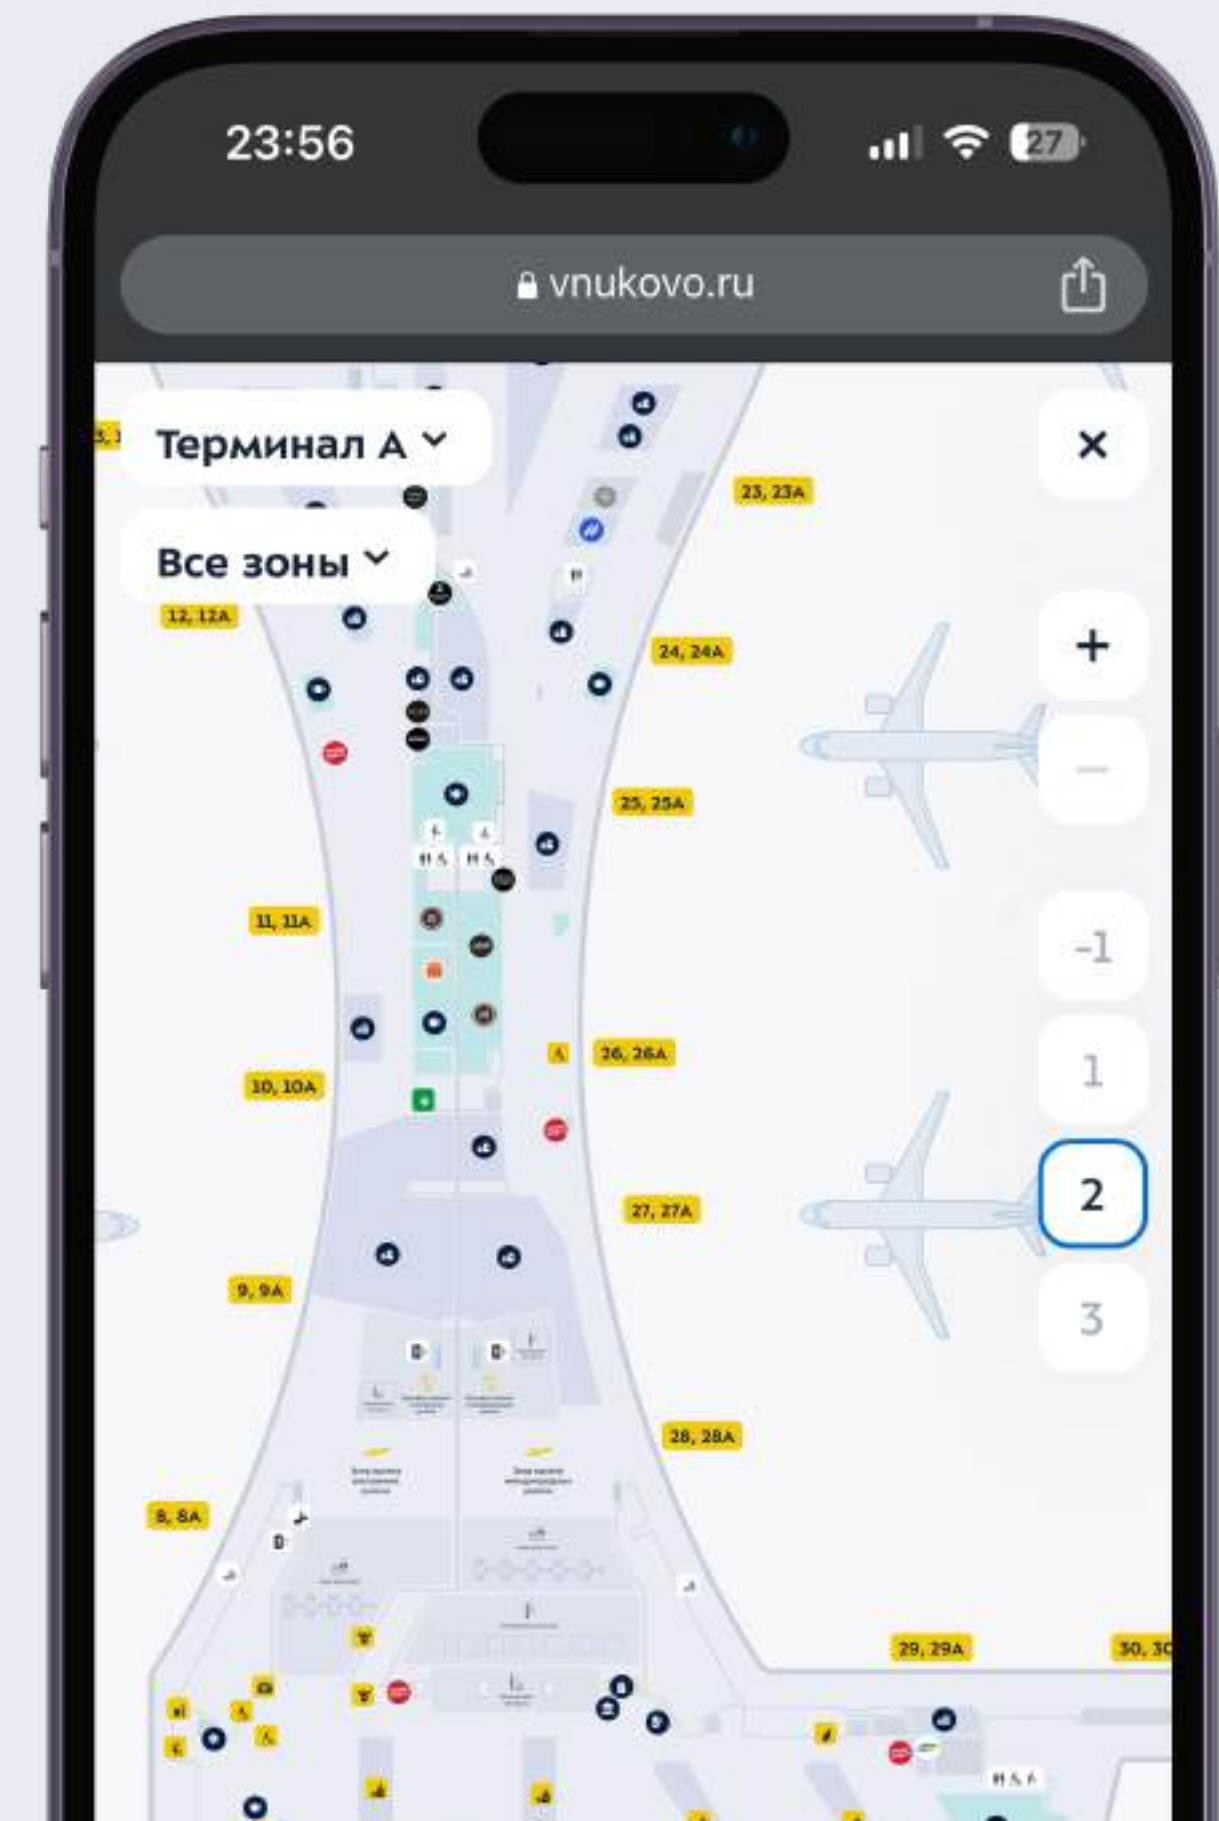 23:56
27
vnukovo.ru
Терминал А
23, 23А
Все зоны
12, 12А
24, 24А
25, 25А
11, 11А
-1
26, 26А
1
10, 10А
2
27, 27А
9, 9А
3
28, 28А
8, 8А
29, 29А